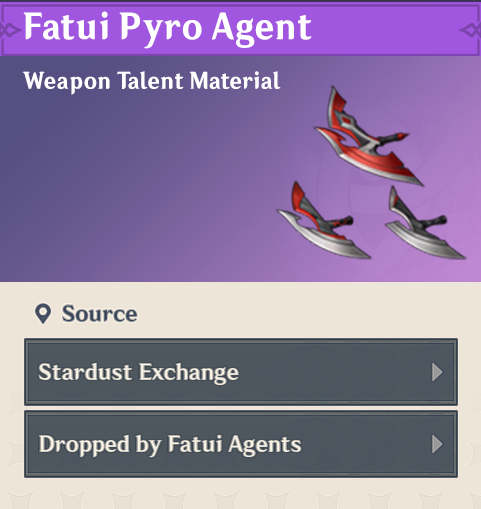 Fatui Pyro Agent
Weapon Talent Material
Source
Stardust Exchange
Dropped by Fatui Agents